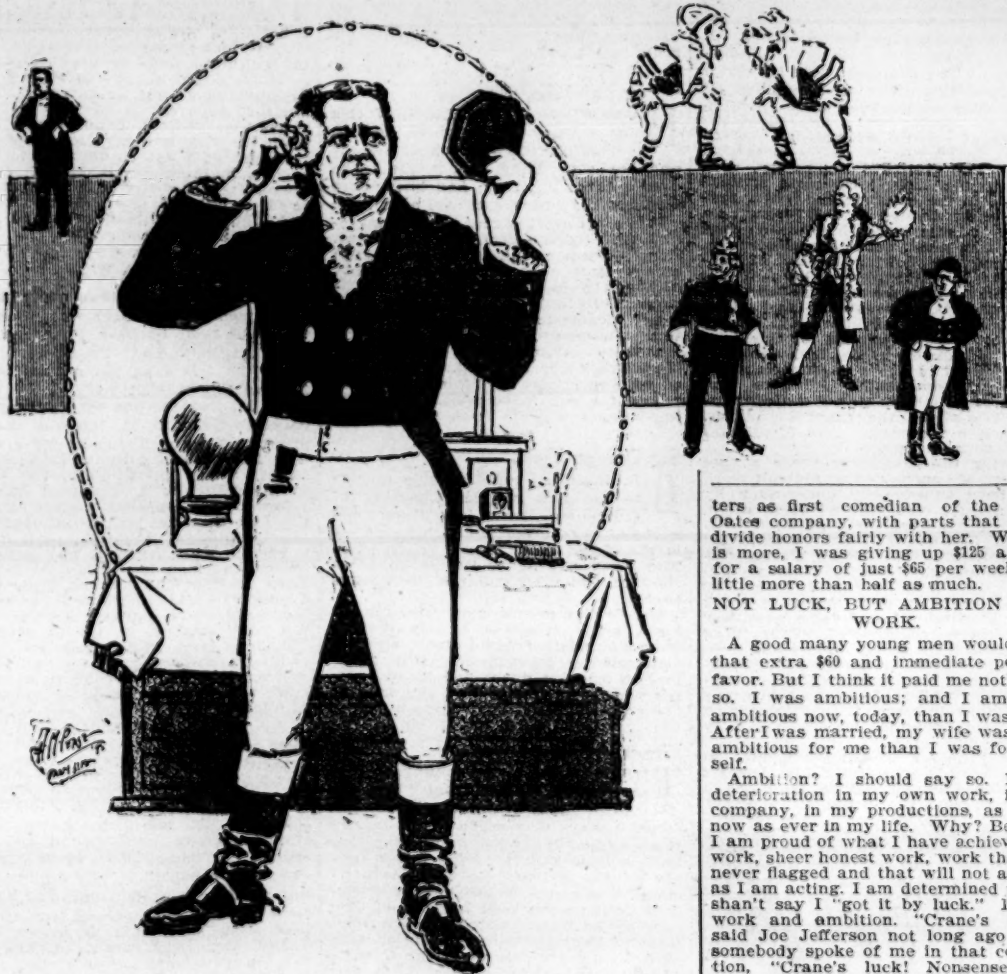 ters as first comedian of the
Oates company, with parts that
divide honors fairly with her. W
is more, I was giving up $125 a
for a salary of just $65 per wee
little more than half as much.
NOT LUCK, BUT AMBITION
WORK.
A good many young men would
that extra $60 and immediate p
favor. But I think it paid me not
so. I was ambitious; and I am
ambitious now, today, than I was
After I was married, my wife was
ambitious for me than I was fo
self.
Ambition? I should say so.
deterioration in my own work, i
company, in my productions, as
now as ever in my life. Why? Be
I am proud of what I have achiev
work, sheer honest work, work th
never flagged and that will not a
as I am acting. I am determined
shan't say I "got it by luck." I
work and ambition. "Crane's
said Joe Jefferson not long ago
somebody spoke of me in that co
tion, "Crane's luck! Nonsense